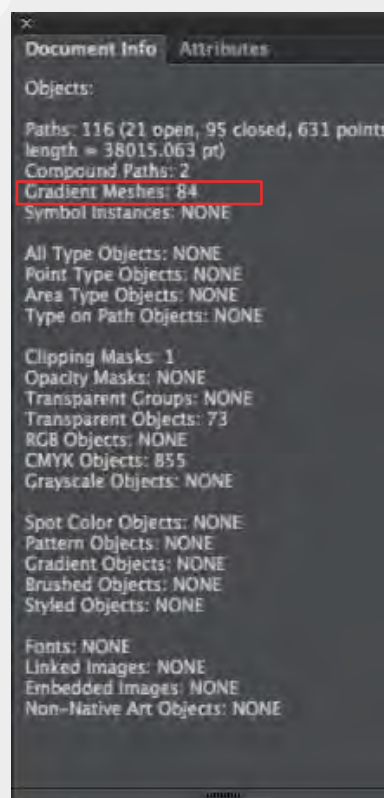 Document Info Attributes
Objects:
Paths: 116 (21 open, 95 closed, 631 points
length = 38015.063 pt)
Compound Paths: 2
Gradient Meshes: 84
Symbol Instances: NONE
All Type Objects: NONE
Point Type Objects: NONE
Area Type Objects: NONE
Type on Path Objects: NONE
Clipping Masks: 1
Opacity Masks: NONE
Transparent Groups: NONE
Transparent Objects: 73
RGB Objects: NONE
CMYK Objects: 855
Grayscale Objects: NONE
Spot Color Objects: NONE
Pattern Objects: NONE
Gradient Objects: NONE
Brushed Objects: NONE
Styled Objects: NONE
Fonts: NONE
Linked Images: NONE
Embedded Images: NONE
Non-Native Art Objects: NONE